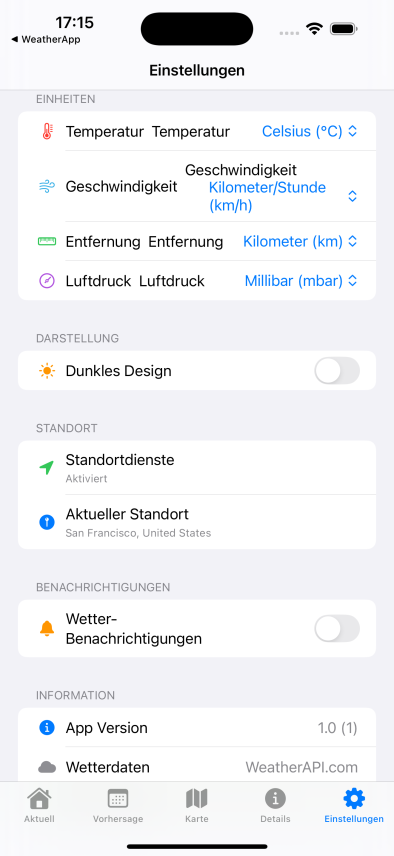 17:15
◀ WeatherApp
Einstellungen
EINHEITEN
Temperatur Temperatur Celsius (°C)
Geschwindigkeit
Geschwindigkeit Kilometer/Stunde
(km/h)
Entfernung Entfernung Kilometer (km)
Luftdruck Luftdruck Millibar (mbar)
DARSTELLUNG
Dunkles Design
STANDORT
Standortdienste
Aktiviert
Aktueller Standort
San Francisco, United States
BENACHRICHTIGUNGEN
Wetter-
Benachrichtigungen
INFORMATION
App Version 1.0 (1)
Wetterdaten WeatherAPI.com
Aktuell Vorhersage Karte Details Einstellungen